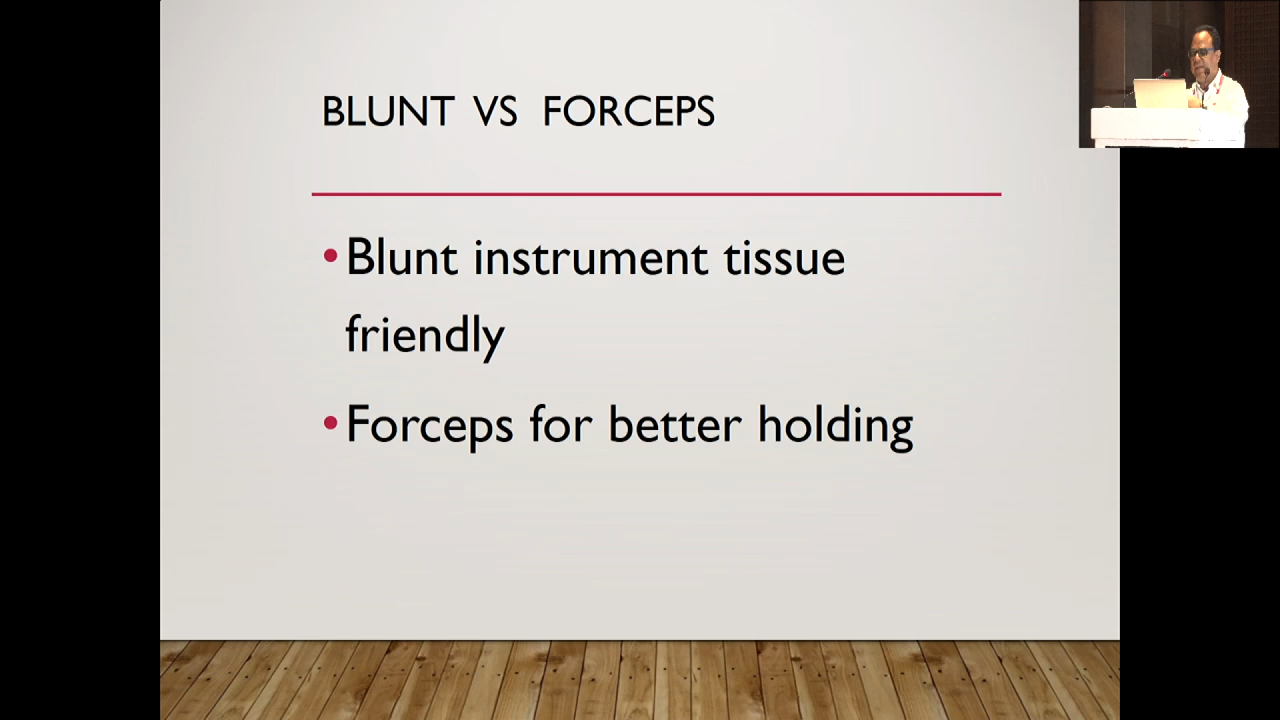 BLUNT VS FORCEPS
•Blunt instrument tissue
friendly
•Forceps for better holding